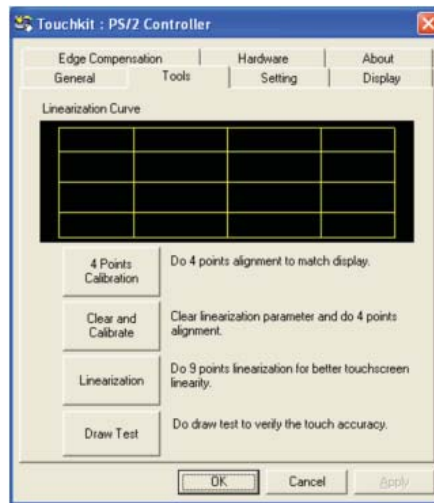 Touchkit : PS/2 Controller
Edge Compensation Hardware About
General Tools Setting Display
Linearization Curve
4 Points
Calibration
Do 4 points alignment to match display.
Clear and
Calibrate
Clear linearization parameter and do 4 points
alignment.
Linearization
Do 9 points linearization for better touchscreen
linearity.
Draw Test
Do draw test to verify the touch accuracy.
OK Cancel Apply